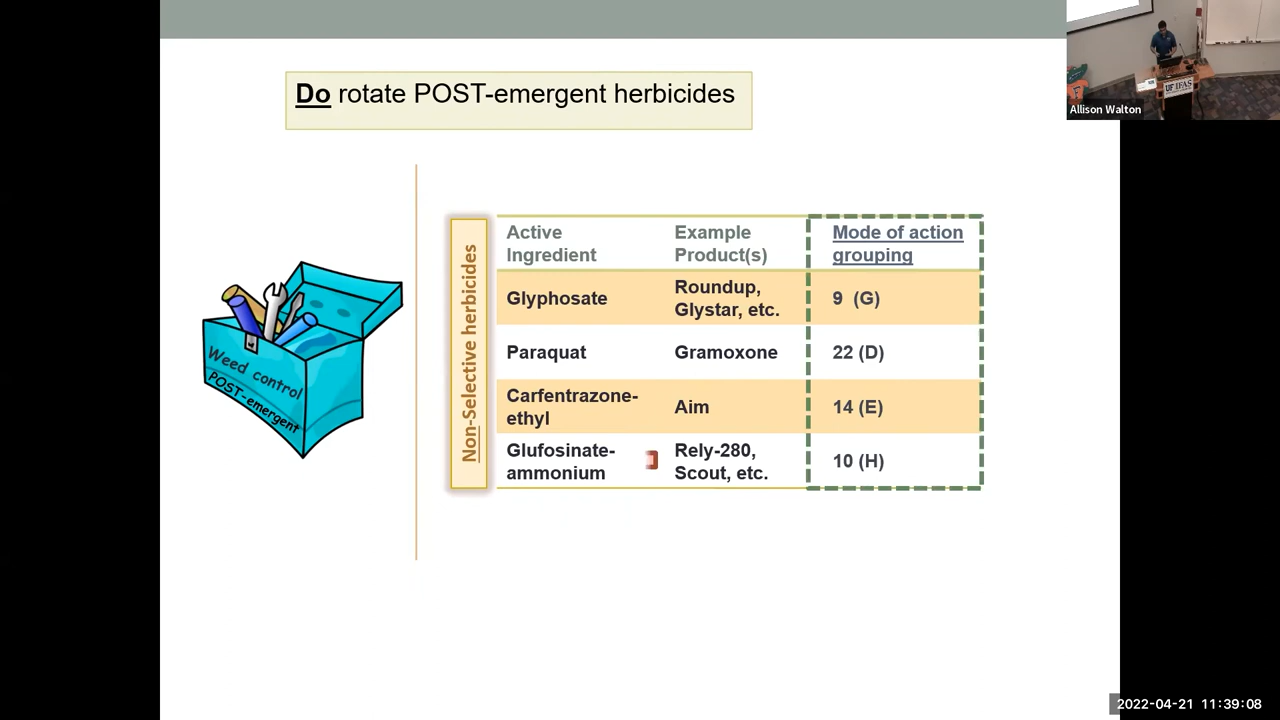 Do rotate POST-emergent herbicides
Allison Walton
UF IFAS
Weed control
POST-emergent
Non-Selective herbicides
Active Ingredient
Example Product(s)
Mode of action grouping
Glyphosate
Roundup, Glystar, etc.
9 (G)
Paraquat
Gramoxone
22 (D)
Carfentrazone-ethyl
Aim
14 (E)
Glufosinate-ammonium
Rely-280, Scout, etc.
10 (H)
2022-04-21 11:39:08